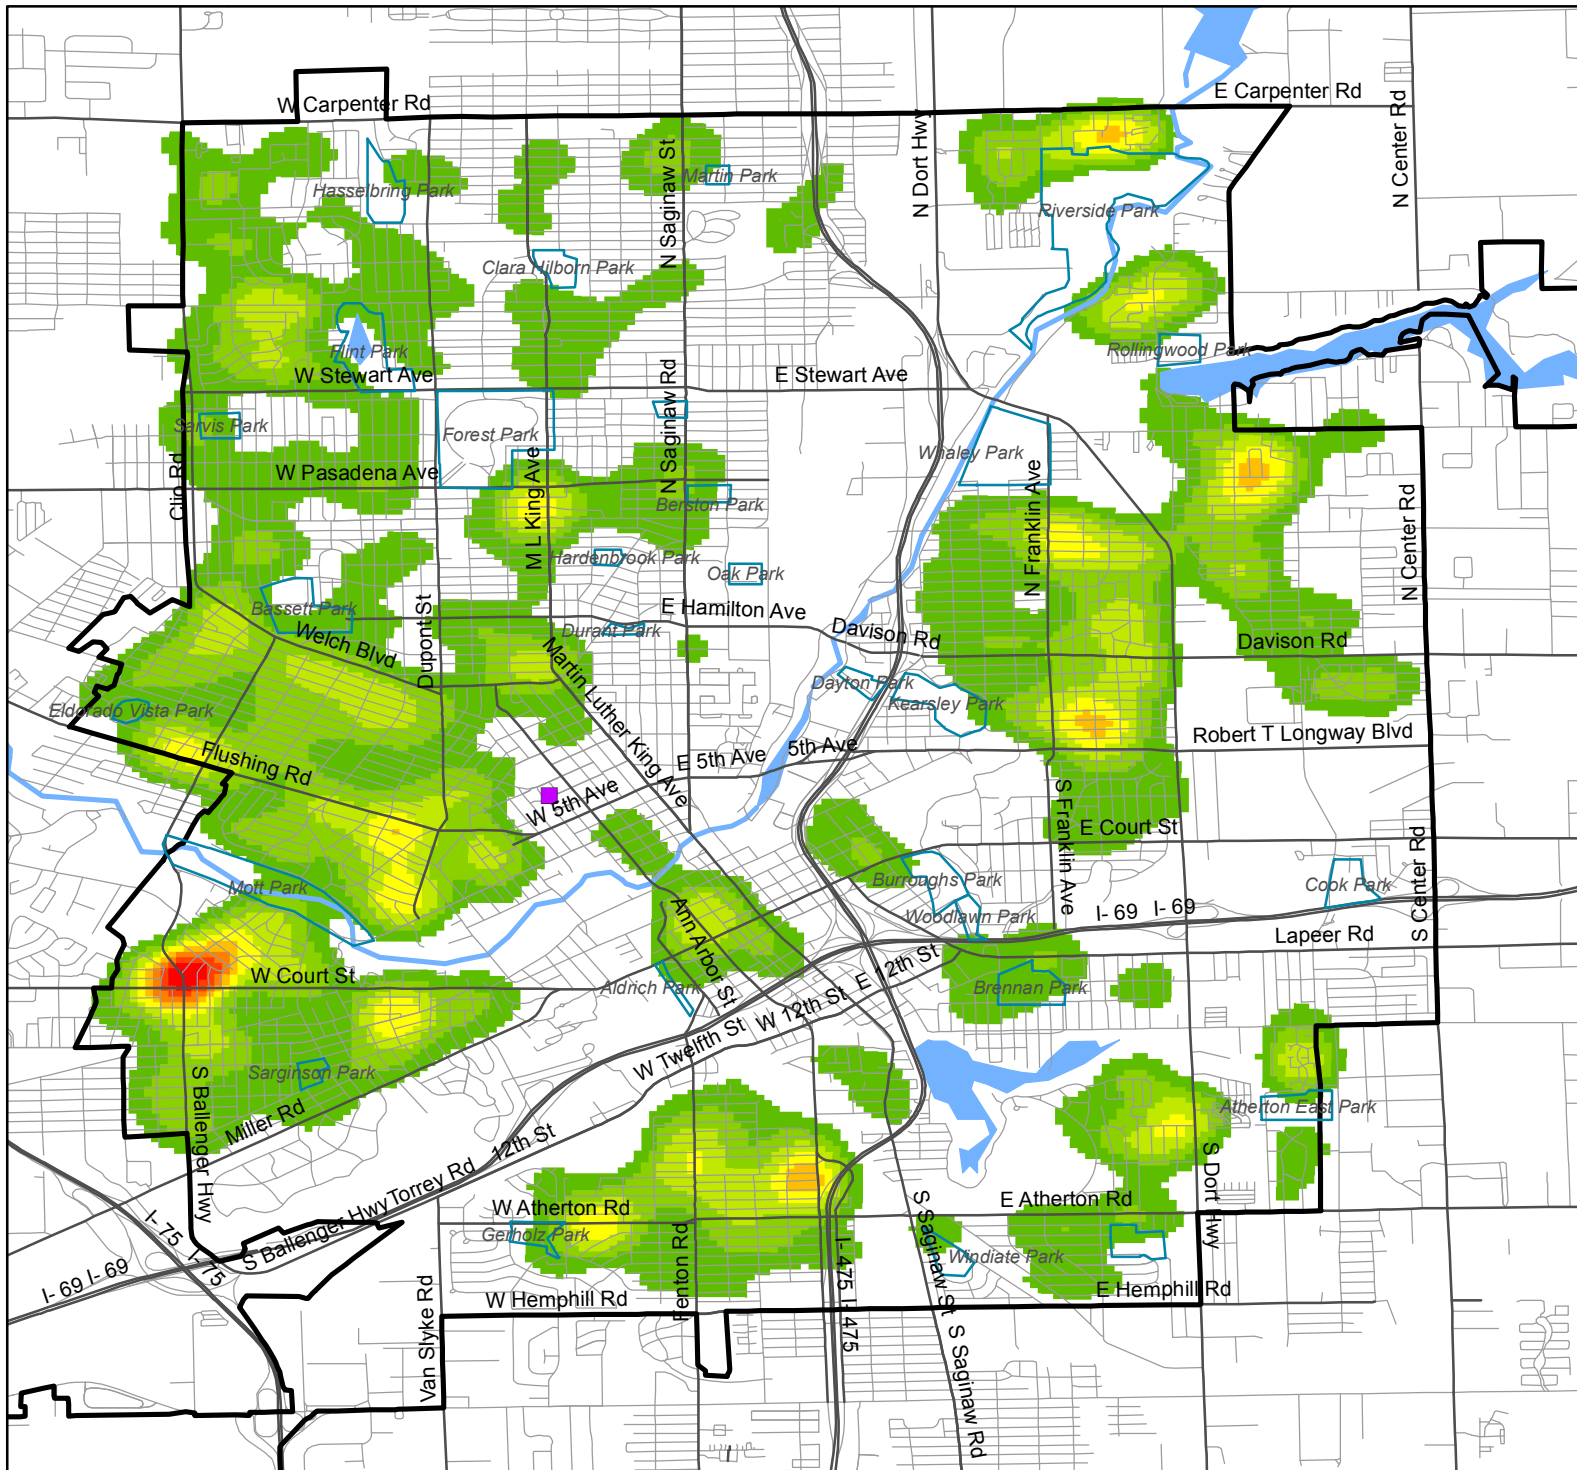 W Carpenter Rd
E Carpenter Rd
N Center Rd
N Dort Hwy
N Saginaw St
Martin Park
Hasselbring Park
Riverside Park
Clara Hilborn Park
Flint Park
Rollingwood Park
W Stewart Ave
E Stewart Ave
N Saginaw Rd
Sarvis Park
Forest Park
Whaley Park
W Pasadena Ave
Clio Rd
M L King Ave
Berston Park
N Franklin Ave
N Center Rd
Hardenbrook Park
Oak Park
Bassett Park
Dupont St
E Hamilton Ave
Durant Park
Davison Rd
Davison Rd
Welch Blvd
Martin Luther King Ave
Dayton Park
Kearsley Park
Eldorado Vista Park
Robert T Longway Blvd
Flushing Rd
E 5th Ave
5th Ave
W 5th Ave
S Franklin Ave
E Court St
S Center Rd
Mott Park
Burroughs Park
Cook Park
Woodlawn Park
I- 69
I- 69
Ann Arbor St
Lapeer Rd
W Court St
Aldrich Park
E 12th St
Brennan Park
W 12th St
W Twelfth St
Sarginson Park
S Ballenger Hwy
Miller Rd
Atherton East Park
12th St
S Dort Hwy
Torrey Rd
W Atherton Rd
E Atherton Rd
S Ballenger Hwy
Gerholz Park
Fenton Rd
S Saginaw St
Windiate Park
I- 75
I- 75
I- 69
I- 69
I- 475
I- 475
W Hemphill Rd
E Hemphill Rd
Van Slyke Rd
S Saginaw Rd